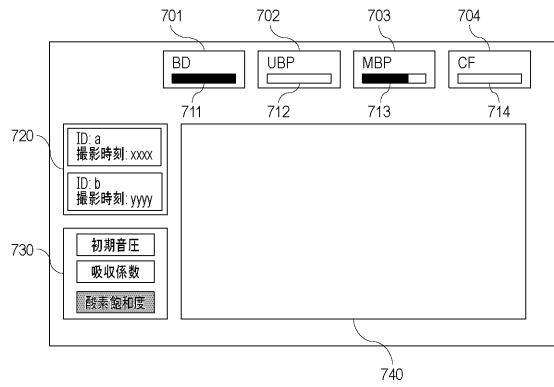 701
702
703
704
BD
UBP
MBP
CF
711
712
713
714
720
ID: a
撮影時刻: xxxx
ID: b
撮影時刻: yyyy
730
初期音圧
吸収係数
酸素飽和度
740